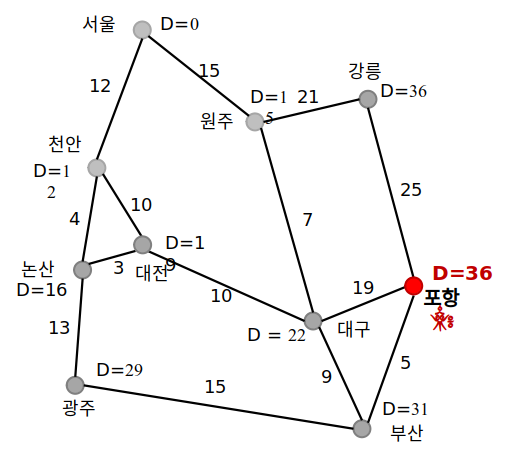 서울
D=0
12
15
강릉
D=36
D=1
5
21
원주
천안
D=1
2
10
25
4
7
D=1
9
대전
논산
D=16
3
10
19
D=36
포항
13
D = 22
대구
9
5
D=29
광주
15
D=31
부산